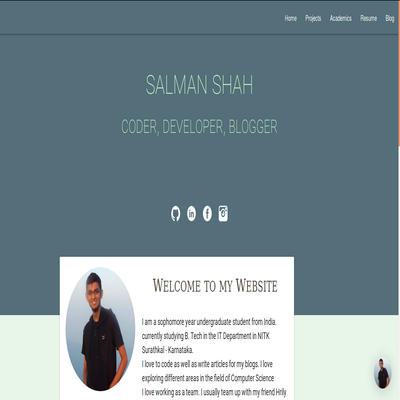 Home Projects Academics Resume Blog
SALMAN SHAH
CODER, DEVELOPER, BLOGGER
WELCOME TO MY WEBSITE
I am a sophomore year undergraduate student from India.
currently studying B. Tech in the IT Department in NITK
Surathkal - Karnataka.
I love to code as well as write articles for my blogs. I love
exploring different areas in the field of Computer Science
I love working as a team. I usually team up with my friend Hrily